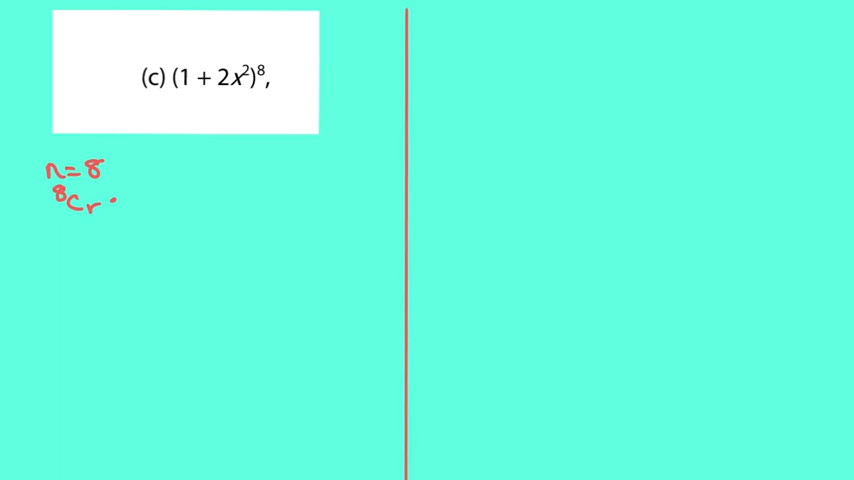 (c) (1 + 2x²)⁸,
n=8
⁸Cᵣ ·